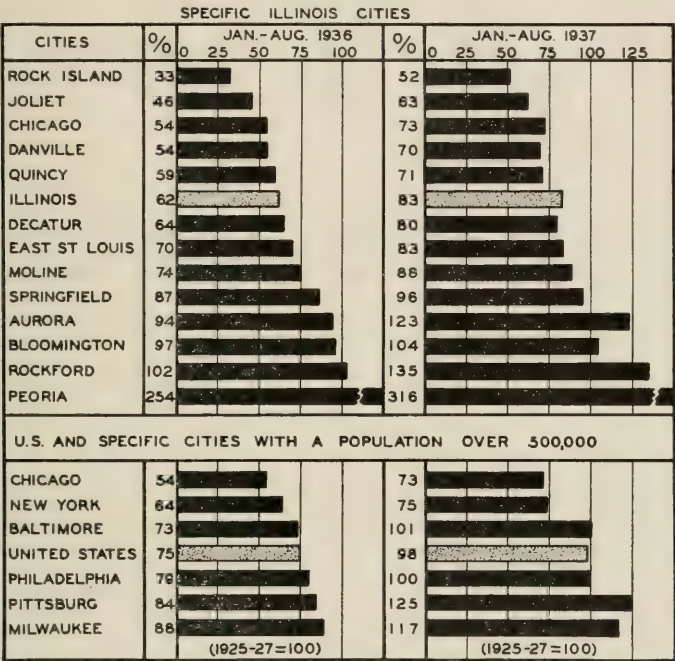 SPECIFIC ILLINOIS CITIES
CITIES % JAN.-AUG. 1936 % JAN.-AUG. 1937
0 25 50 75 100 0 25 50 75 100 125
ROCK ISLAND 33 52
JOLIET 46 63
CHICAGO 54 73
DANVILLE 54 70
QUINCY 59 71
ILLINOIS 62 83
DECATUR 64 80
EAST ST LOUIS 70 83
MOLINE 74 88
SPRINGFIELD 87 96
AURORA 94 123
BLOOMINGTON 97 104
ROCKFORD 102 135
PEORIA 254 316
U.S. AND SPECIFIC CITIES WITH A POPULATION OVER 500,000
CHICAGO 54 73
NEW YORK 64 75
BALTIMORE 73 101
UNITED STATES 75 98
PHILADELPHIA 79 100
PITTSBURG 84 125
MILWAUKEE 88 117
(1925-27=100) (1925-27=100)